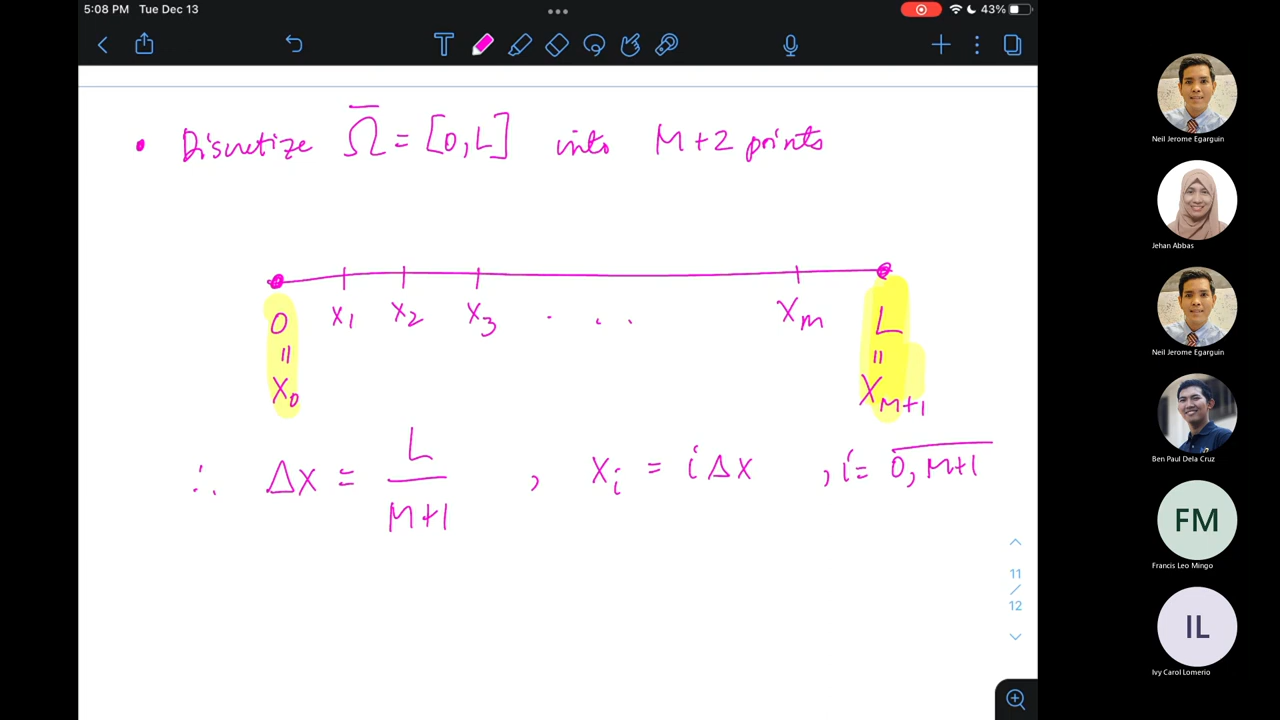 5:08 PM Tue Dec 13
43%
• Discretize Ω̅ = [0,L] into M+2 points
0 x₁ x₂ x₃ . . . xₘ L
= =
x₀ x_{M+1}
∴ Δx = L/(M+1) , xᵢ = iΔx , i = \overline{0, M+1}
11
/
12
Neil Jerome Egarguin
Jehan Abbas
Neil Jerome Egarguin
Ben Paul Dela Cruz
FM
Francis Leo Mingo
IL
Ivy Carol Lomerio